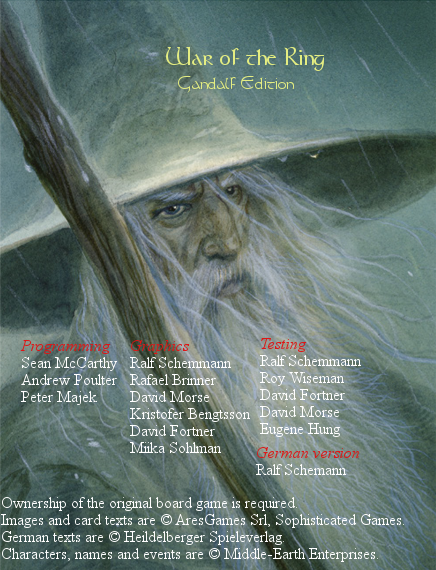 War of the Ring
Gandalf Edition
Programming
Sean McCarthy
Andrew Poulter
Peter Majek
Graphics
Ralf Schemmann
Rafael Brinner
David Morse
Kristofer Bengtsson
David Fortner
Miika Sohlman
Testing
Ralf Schemmann
Roy Wiseman
David Fortner
David Morse
Eugene Hung
German version
Ralf Schemann
Ownership of the original board game is required.
Images and card texts are © AresGames Srl, Sophisticated Games.
German texts are © Heildelberger Spieleverlag.
Characters, names and events are © Middle-Earth Enterprises.